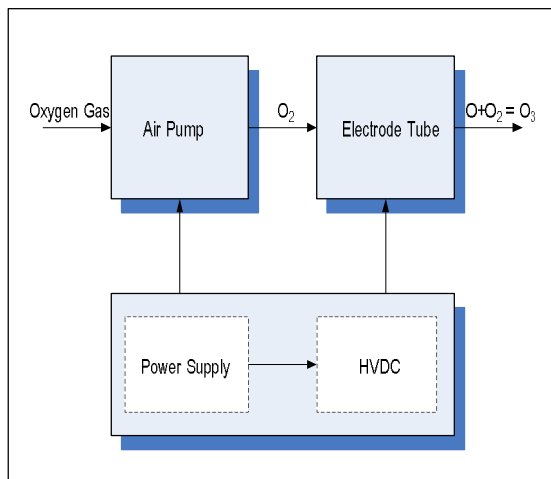 Oxygen Gas
Air Pump
O₂
Electrode Tube
O+O₂ = O₃
Power Supply
HVDC